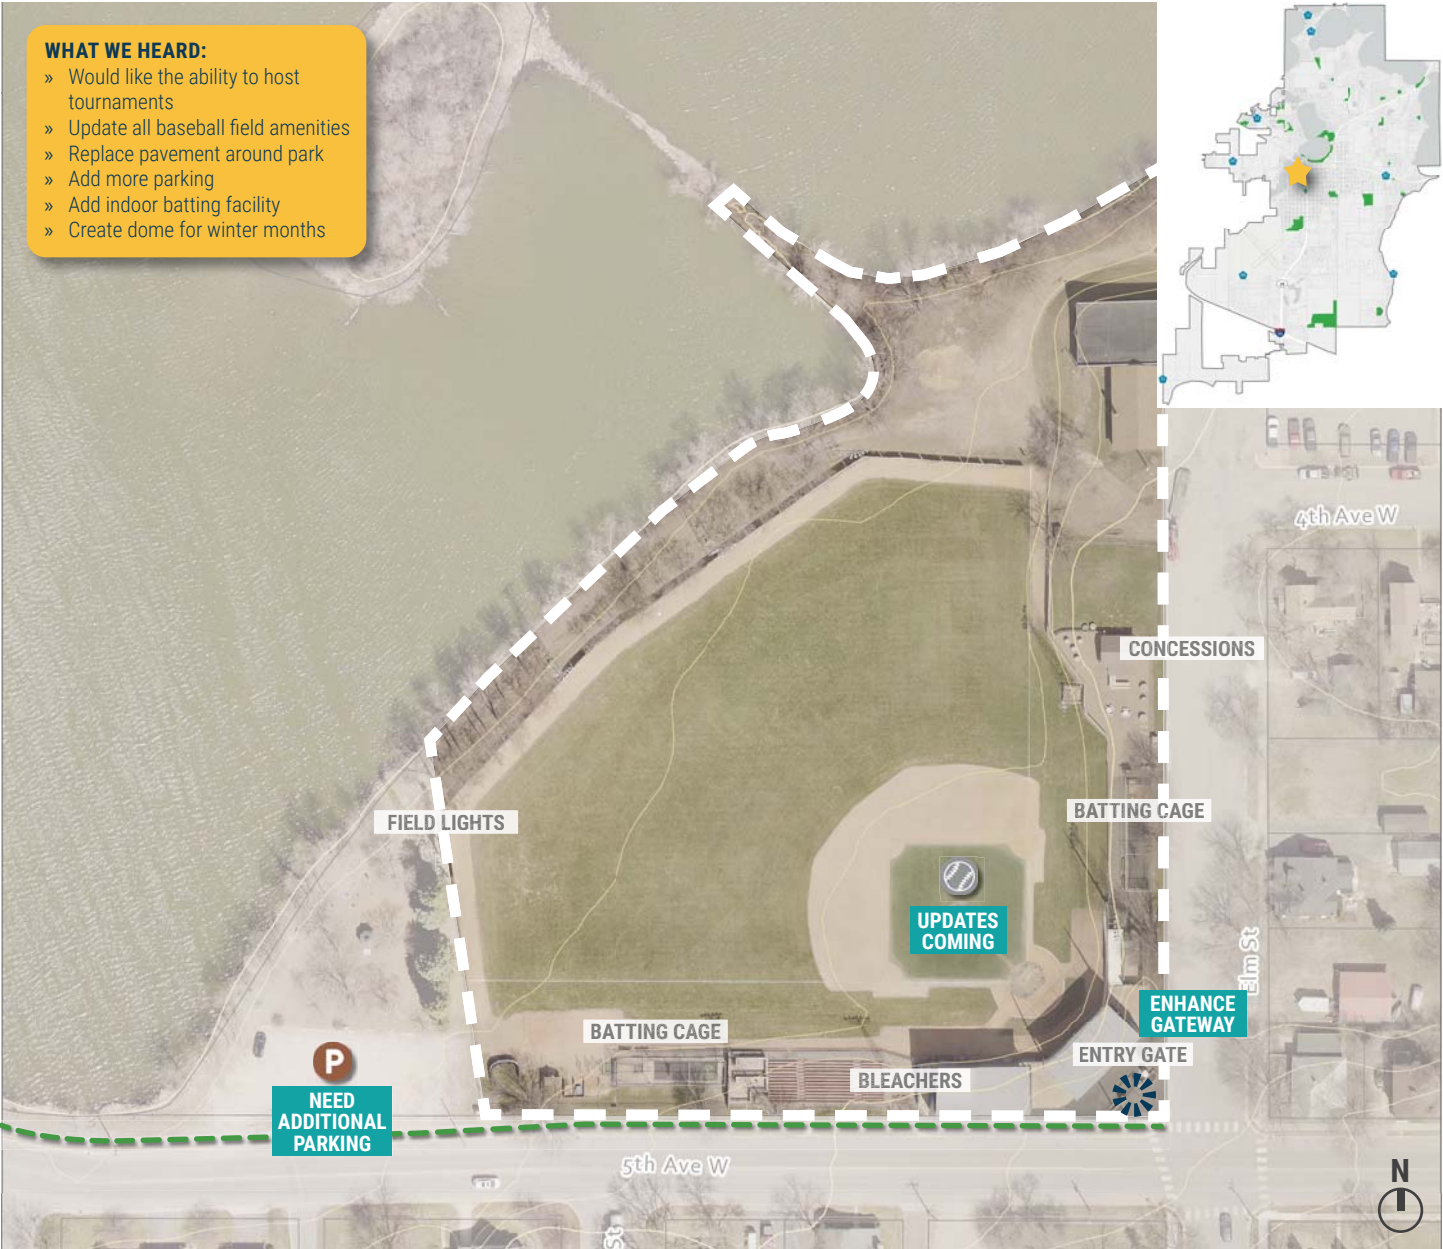 WHAT WE HEARD:
» Would like the ability to host
tournaments
» Update all baseball field amenities
» Replace pavement around park
» Add more parking
» Add indoor batting facility
» Create dome for winter months
4th Ave W
CONCESSIONS
BATTING CAGE
FIELD LIGHTS
UPDATES
COMING
Elm St
ENHANCE
GATEWAY
BATTING CAGE
ENTRY GATE
BLEACHERS
P
NEED
ADDITIONAL
PARKING
5th Ave W
N
St